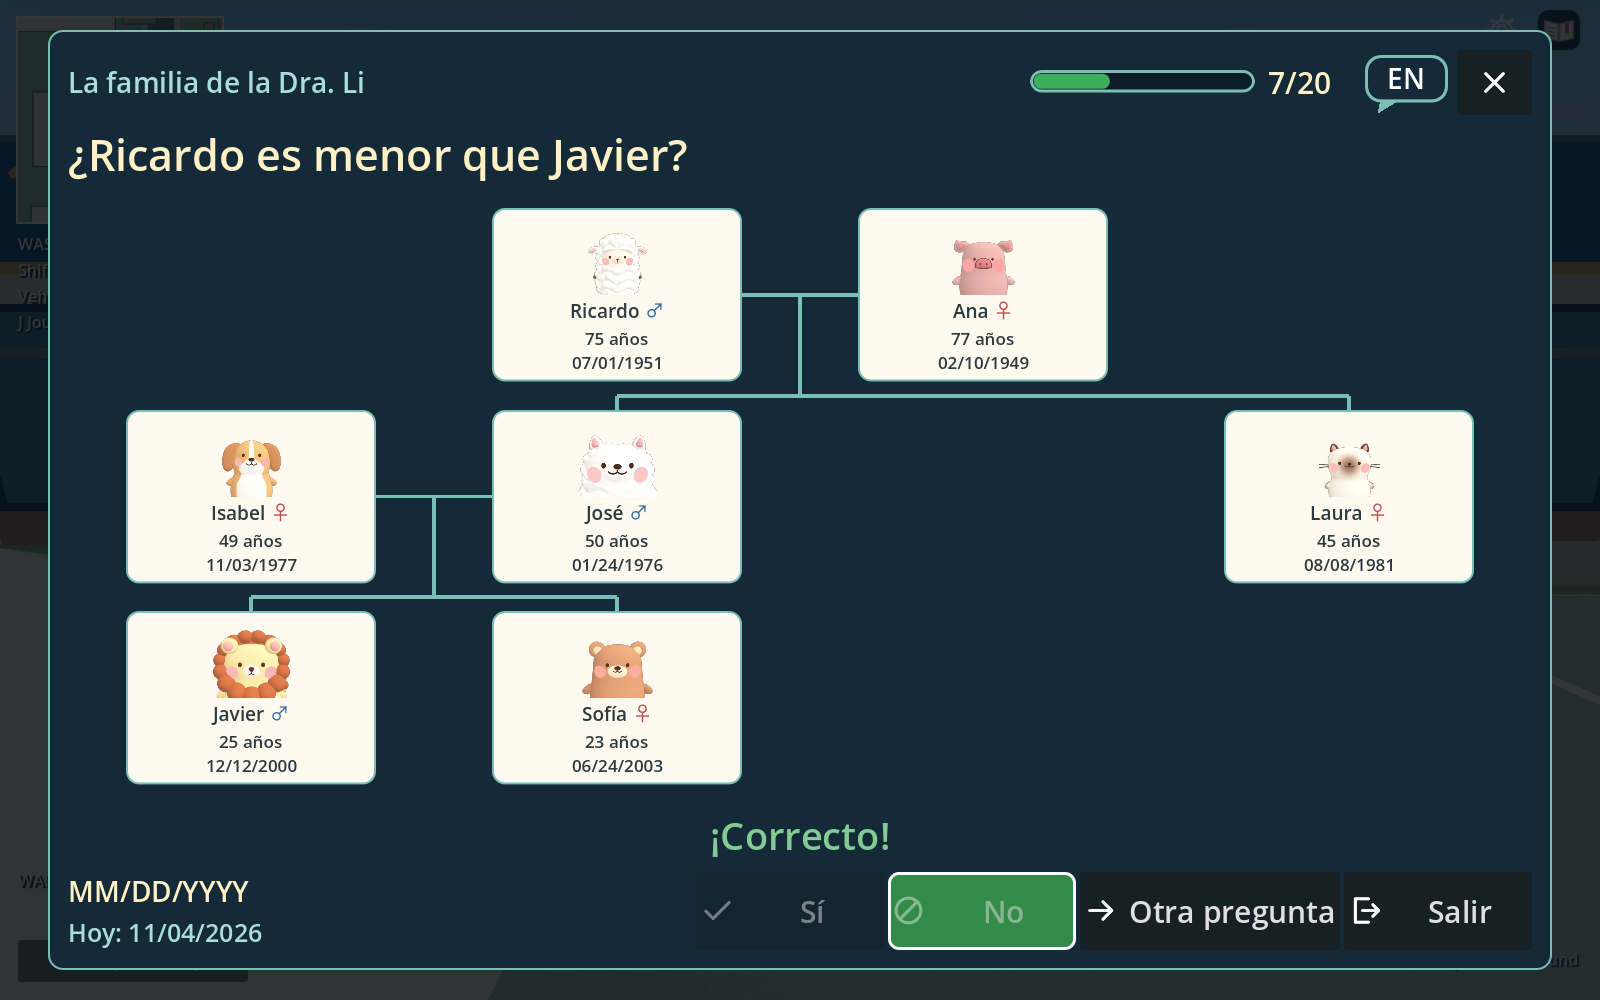 La familia de la Dra. Li
7/20
EN
¿Ricardo es menor que Javier?
Ricardo ♂
75 años
07/01/1951
Ana ♀
77 años
02/10/1949
Isabel ♀
49 años
11/03/1977
José ♂
50 años
01/24/1976
Laura ♀
45 años
08/08/1981
Javier ♂
25 años
12/12/2000
Sofía ♀
23 años
06/24/2003
¡Correcto!
MM/DD/YYYY
Hoy: 11/04/2026
Sí
No
Otra pregunta
Salir